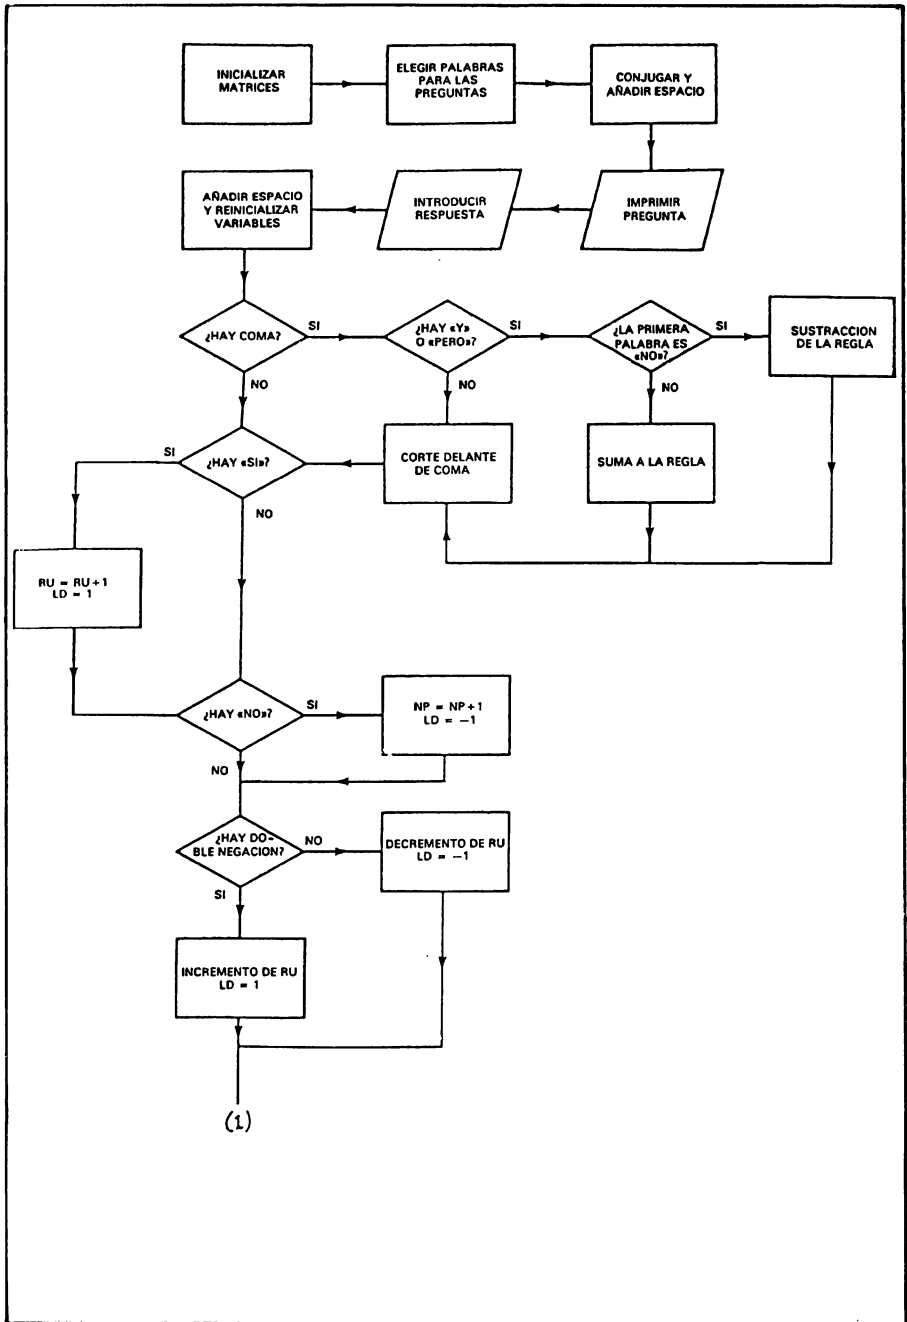 INICIALIZAR
MATRICES
ELEGIR PALABRAS
PARA LAS
PREGUNTAS
CONJUGAR Y
AÑADIR ESPACIO
AÑADIR ESPACIO
Y REINICIALIZAR
VARIABLES
INTRODUCIR
RESPUESTA
IMPRIMIR
PREGUNTA
¿HAY COMA?
SI
¿HAY «Y»
O «PERO»?
SI
¿LA PRIMERA
PALABRA ES
«NO»?
SI
SUSTRACCION
DE LA REGLA
NO
NO
NO
SI
¿HAY «SI»?
CORTE DELANTE
DE COMA
SUMA A LA REGLA
NO
RU = RU+1
LD = 1
¿HAY «NO»?
SI
NP = NP+1
LD = −1
NO
¿HAY DO-
BLE NEGACION?
NO
DECREMENTO DE RU
LD = −1
SI
INCREMENTO DE RU
LD = 1
(1)